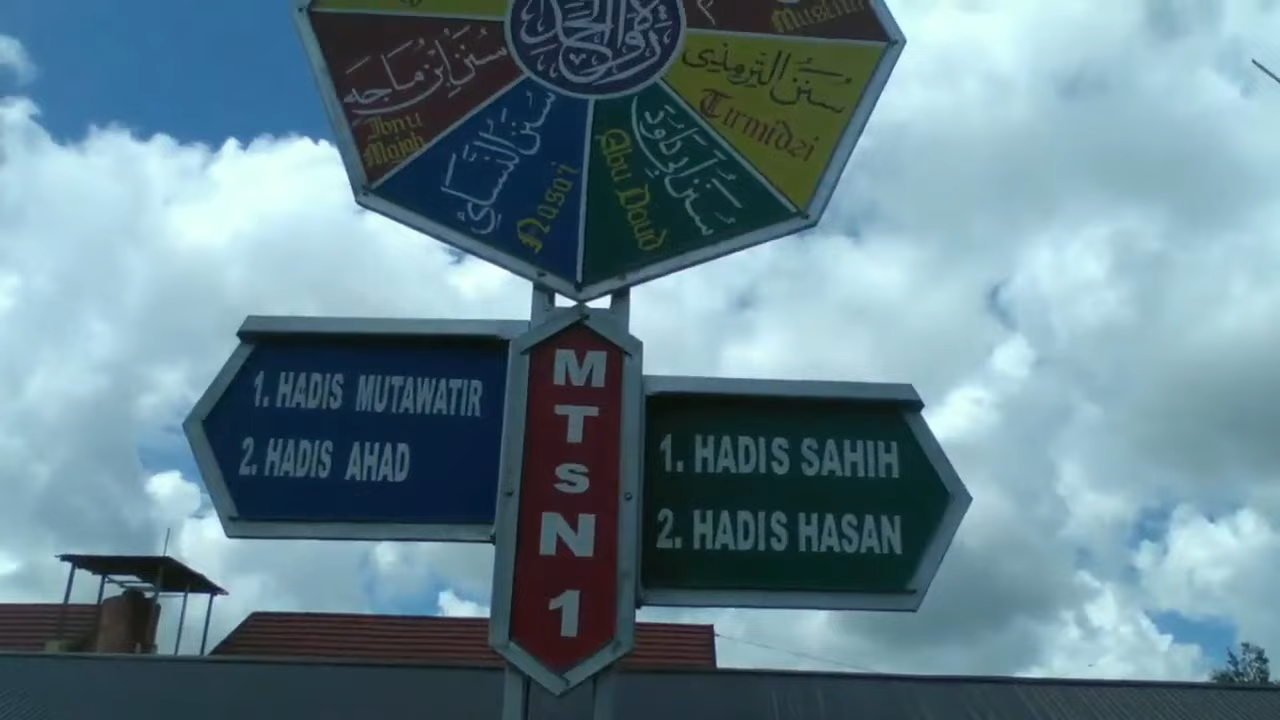 Muslim
سنن ابن ماجه
Ibnu
Majah
سنن النسائي
Nasa'i
سنن ابي داود
Abu Daud
سنن الترمذي
Tirmidzi
1. HADIS MUTAWATIR
2. HADIS AHAD
M
T
S
N
1
1. HADIS SAHIH
2. HADIS HASAN